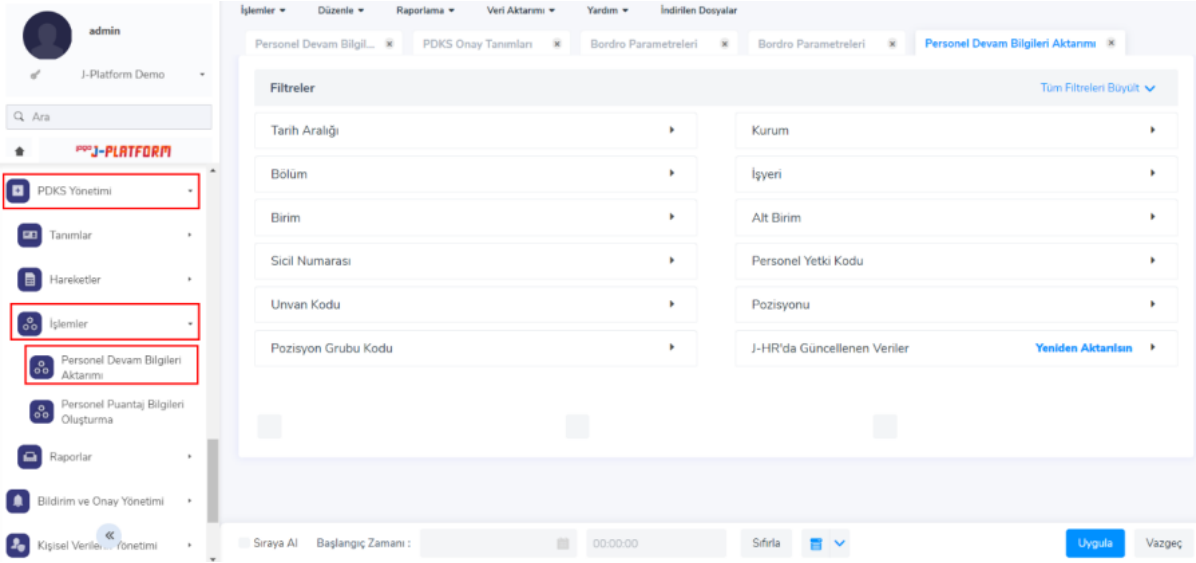 admin
J-Platform Demo
Ara
logo J-PLATFORM
PDKS Yönetimi
Tanımlar
Hareketler
İşlemler
Personel Devam Bilgileri
Aktarımı
Personel Puantaj Bilgileri
Oluşturma
Raporlar
Bildirim ve Onay Yönetimi
Kişisel Verile... Yönetimi
İşlemler Düzenle Raporlama Veri Aktarımı Yardım İndirilen Dosyalar
Personel Devam Bilgil... PDKS Onay Tanımları Bordro Parametreleri Bordro Parametreleri Personel Devam Bilgileri Aktarımı
Filtreler Tüm Filtreleri Büyült
Tarih Aralığı Kurum
Bölüm İşyeri
Birim Alt Birim
Sicil Numarası Personel Yetki Kodu
Unvan Kodu Pozisyonu
Pozisyon Grubu Kodu J-HR'da Güncellenen Veriler Yeniden Aktarılsın
Sıraya Al Başlangıç Zamanı : 00:00:00 Sıfırla Uygula Vazgeç